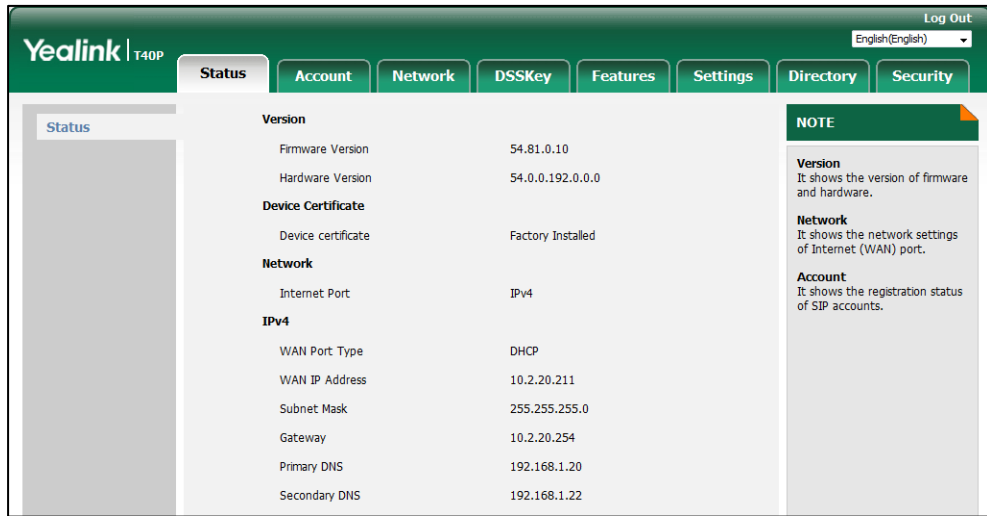 Log Out
Yealink T40P
English(English)
Status Account Network DSSKey Features Settings Directory Security
Status
Version
Firmware Version 54.81.0.10
Hardware Version 54.0.0.192.0.0.0
Device Certificate
Device certificate Factory Installed
Network
Internet Port IPv4
IPv4
WAN Port Type DHCP
WAN IP Address 10.2.20.211
Subnet Mask 255.255.255.0
Gateway 10.2.20.254
Primary DNS 192.168.1.20
Secondary DNS 192.168.1.22
NOTE
Version
It shows the version of firmware
and hardware.
Network
It shows the network settings
of Internet (WAN) port.
Account
It shows the registration status
of SIP accounts.